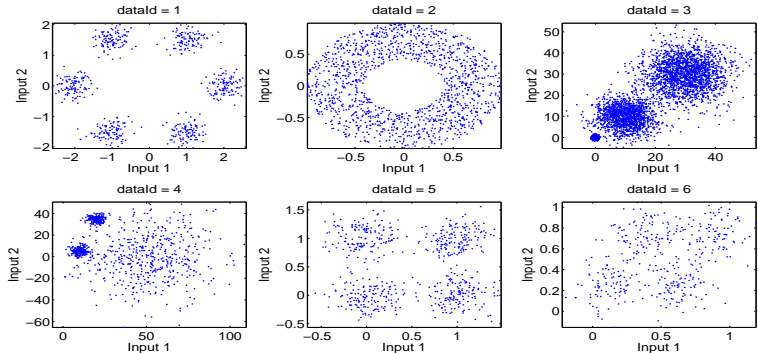 dataId = 1
2
1
0
−1
−2
Input 2
−2
−1
0
1
2
Input 1
dataId = 2
0.5
0
−0.5
−1
Input 2
−0.5
0
0.5
Input 1
dataId = 3
50
40
30
20
10
0
Input 2
0
20
40
Input 1
dataId = 4
40
20
0
−20
−40
−60
Input 2
0
50
100
Input 1
dataId = 5
1.5
1
0.5
0
−0.5
Input 2
−0.5
0
0.5
1
Input 1
dataId = 6
1
0.8
0.6
0.4
0.2
0
Input 2
0
0.5
1
Input 1